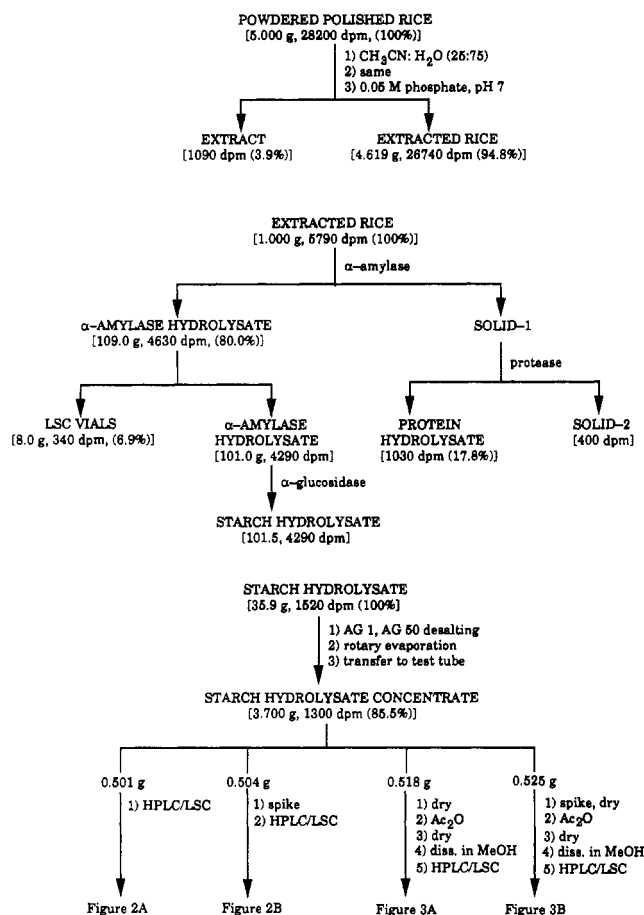 POWDERED POLISHED RICE
[5.000 g, 28200 dpm, (100%)]
1) CH₃CN: H₂O (25:75)
2) same
3) 0.05 M phosphate, pH 7
EXTRACT
[1090 dpm (3.9%)]
EXTRACTED RICE
[4.619 g, 26740 dpm (94.8%)]
EXTRACTED RICE
[1.000 g, 5790 dpm (100%)]
α–amylase
α–AMYLASE HYDROLYSATE
[109.0 g, 4630 dpm, (80.0%)]
SOLID–1
protease
LSC VIALS
[8.0 g, 340 dpm, (6.9%)]
α–AMYLASE
HYDROLYSATE
[101.0 g, 4290 dpm]
PROTEIN
HYDROLYSATE
[1030 dpm (17.8%)]
SOLID–2
[400 dpm]
α–glucosidase
STARCH HYDROLYSATE
[101.5, 4290 dpm]
STARCH HYDROLYSATE
[35.9 g, 1520 dpm (100%)]
1) AG 1, AG 50 desalting
2) rotary evaporation
3) transfer to test tube
STARCH HYDROLYSATE CONCENTRATE
[3.700 g, 1300 dpm (85.5%)]
0.501 g
1) HPLC/LSC
Figure 2A
0.504 g
1) spike
2) HPLC/LSC
Figure 2B
0.518 g
1) dry
2) Ac₂O
3) dry
4) diss. in MeOH
5) HPLC/LSC
Figure 3A
0.525 g
1) spike, dry
2) Ac₂O
3) dry
4) diss. in MeOH
5) HPLC/LSC
Figure 3B